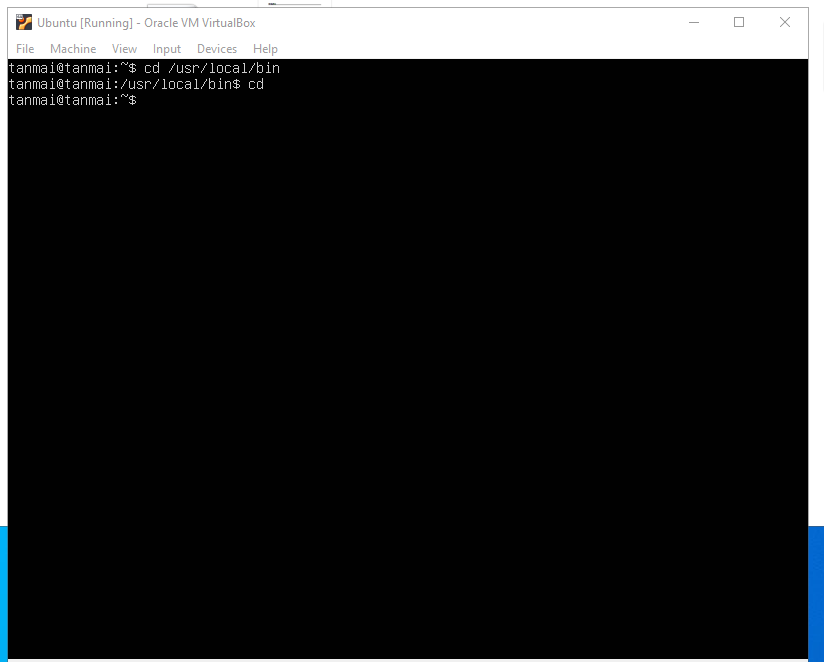 Ubuntu [Running] - Oracle VM VirtualBox
File Machine View Input Devices Help
tanmai@tanmai:~$ cd /usr/local/bin
tanmai@tanmai:/usr/local/bin$ cd
tanmai@tanmai:~$